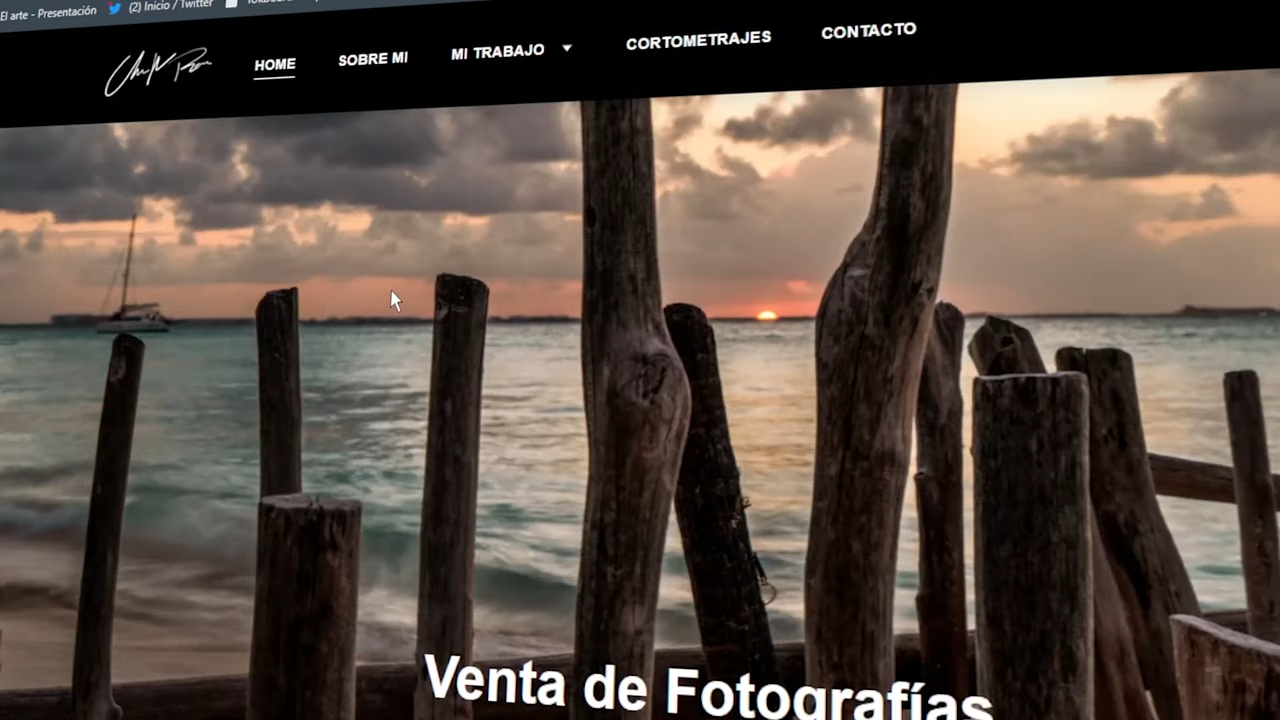 El arte - Presentación (2) Inicio / Twitter
HOME SOBRE MI MI TRABAJO CORTOMETRAJES CONTACTO
Venta de Fotografías